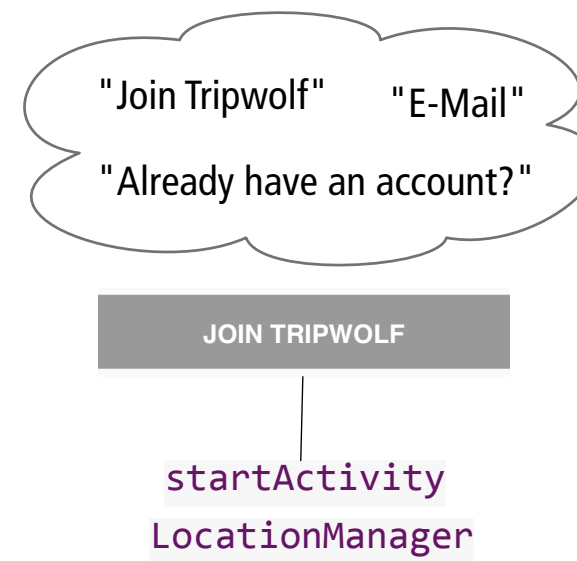 "Join Tripwolf" "E-Mail"
"Already have an account?"
JOIN TRIPWOLF
startActivity
LocationManager